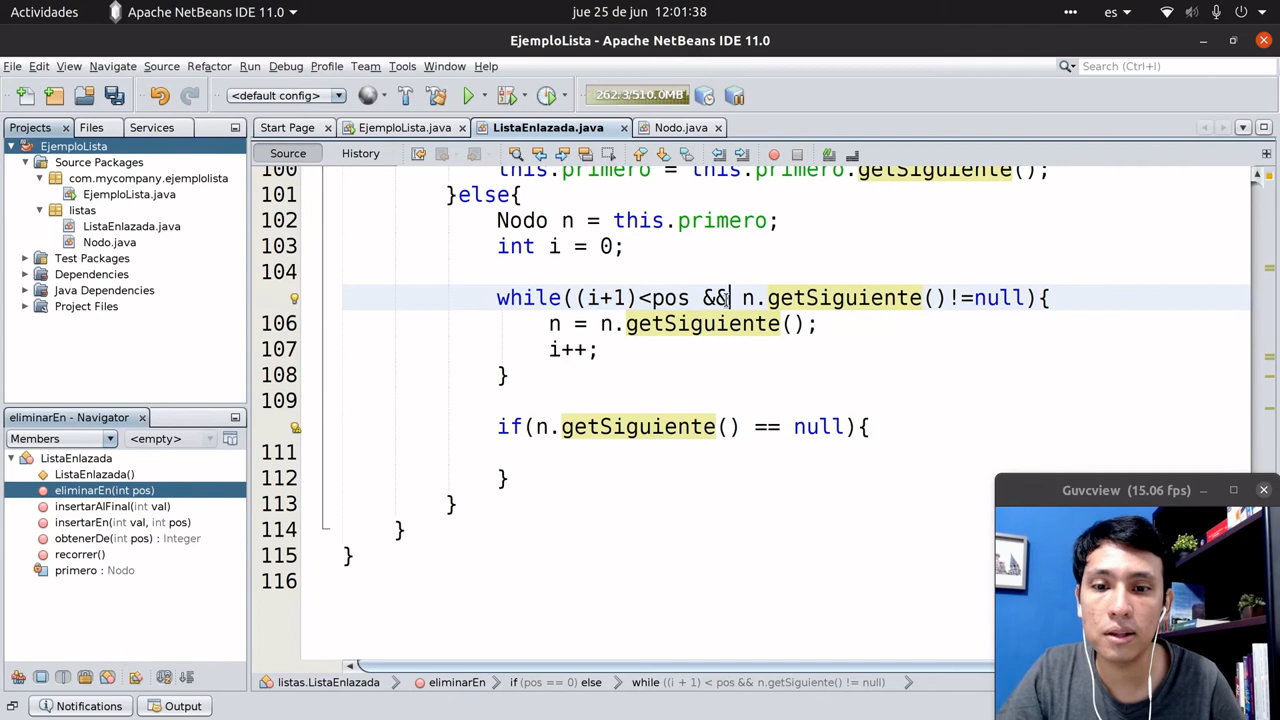 Actividades
Apache NetBeans IDE 11.0
jue 25 de jun 12:01:38
es
EjemploLista - Apache NetBeans IDE 11.0
File Edit View Navigate Source Refactor Run Debug Profile Team Tools Window Help
Search (Ctrl+I)
<default config>
262.3/510.0MB
Projects
Files
Services
Start Page
EjemploLista.java
ListaEnlazada.java
Nodo.java
EjemploLista
Source Packages
com.mycompany.ejemplolista
EjemploLista.java
listas
ListaEnlazada.java
Nodo.java
Test Packages
Dependencies
Java Dependencies
Project Files
Source
History
100 this.primero = this.primero.getSiguiente();
101 }else{
102 Nodo n = this.primero;
103 int i = 0;
104
while((i+1)<pos && n.getSiguiente()!=null){
106 n = n.getSiguiente();
107 i++;
108 }
109
if(n.getSiguiente() == null){
111
112 }
113 }
114 }
115 }
116
eliminarEn - Navigator
Members
<empty>
ListaEnlazada
ListaEnlazada()
eliminarEn(int pos)
insertarAlFinal(int val)
insertarEn(int val, int pos)
obtenerDe(int pos) : Integer
recorrer()
primero : Nodo
Guvcview (15.06 fps)
listas.ListaEnlazada
eliminarEn
if (pos == 0) else
while ((i + 1) < pos && n.getSiguiente() != null)
Notifications
Output